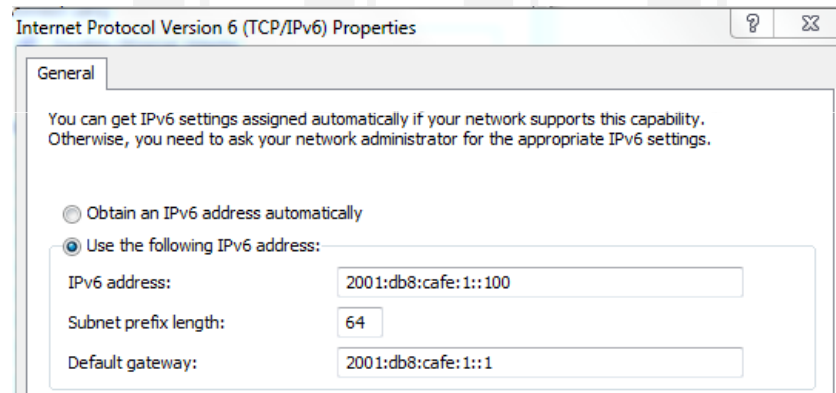 Internet Protocol Version 6 (TCP/IPv6) Properties
General
You can get IPv6 settings assigned automatically if your network supports this capability.
Otherwise, you need to ask your network administrator for the appropriate IPv6 settings.
Obtain an IPv6 address automatically
Use the following IPv6 address:
IPv6 address: 2001:db8:cafe:1::100
Subnet prefix length: 64
Default gateway: 2001:db8:cafe:1::1